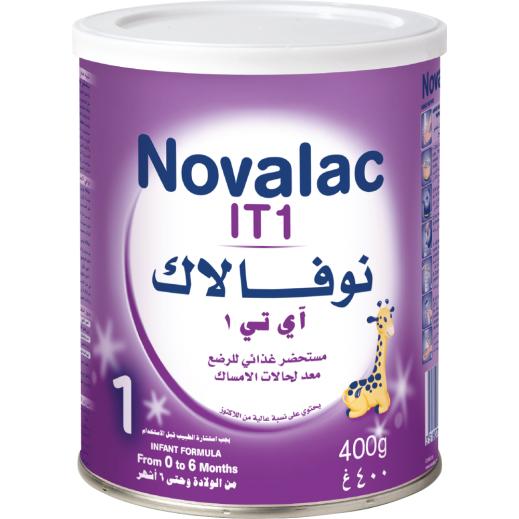 Novalac
IT1
نوفالاك
آي تي ١
مستحضر غذائي للرضع
معد لحالات الامساك
يحتوي على نسبة عالية من اللاكتوز
1
يجب استشارة الطبيب قبل الاستخدام
INFANT FORMULA
From 0 to 6 Months
من الولادة وحتى ٦ أشهر
400g
٤٠٠ غ
Novalac